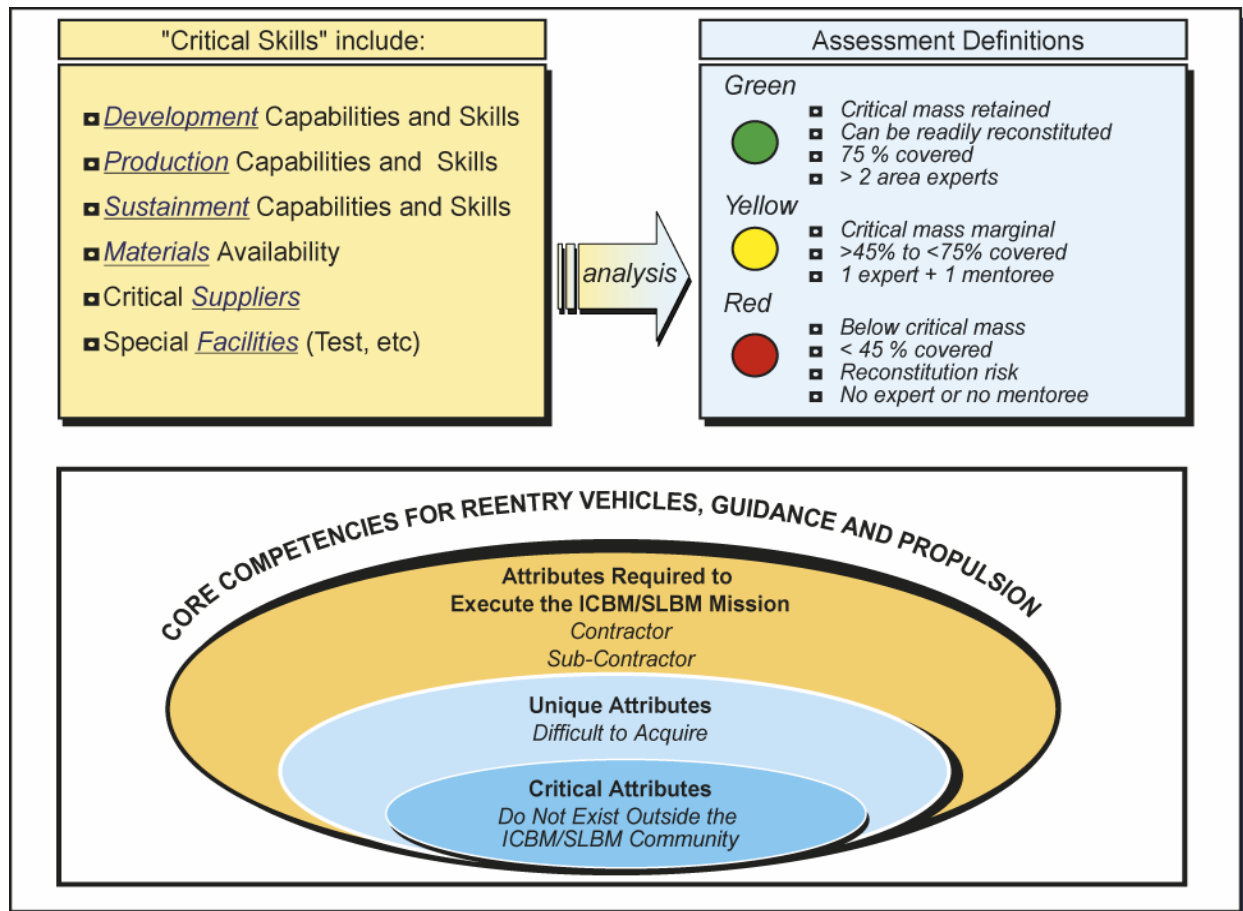 "Critical Skills" include:
Development Capabilities and Skills
Production Capabilities and Skills
Sustainment Capabilities and Skills
Materials Availability
Critical Suppliers
Special Facilities (Test, etc)
analysis
Assessment Definitions
Green
Critical mass retained
Can be readily reconstituted
75 % covered
> 2 area experts
Yellow
Critical mass marginal
>45% to <75% covered
1 expert + 1 mentoree
Red
Below critical mass
< 45 % covered
Reconstitution risk
No expert or no mentoree
CORE COMPETENCIES FOR REENTRY VEHICLES, GUIDANCE AND PROPULSION
Attributes Required to
Execute the ICBM/SLBM Mission
Contractor
Sub-Contractor
Unique Attributes
Difficult to Acquire
Critical Attributes
Do Not Exist Outside the
ICBM/SLBM Community